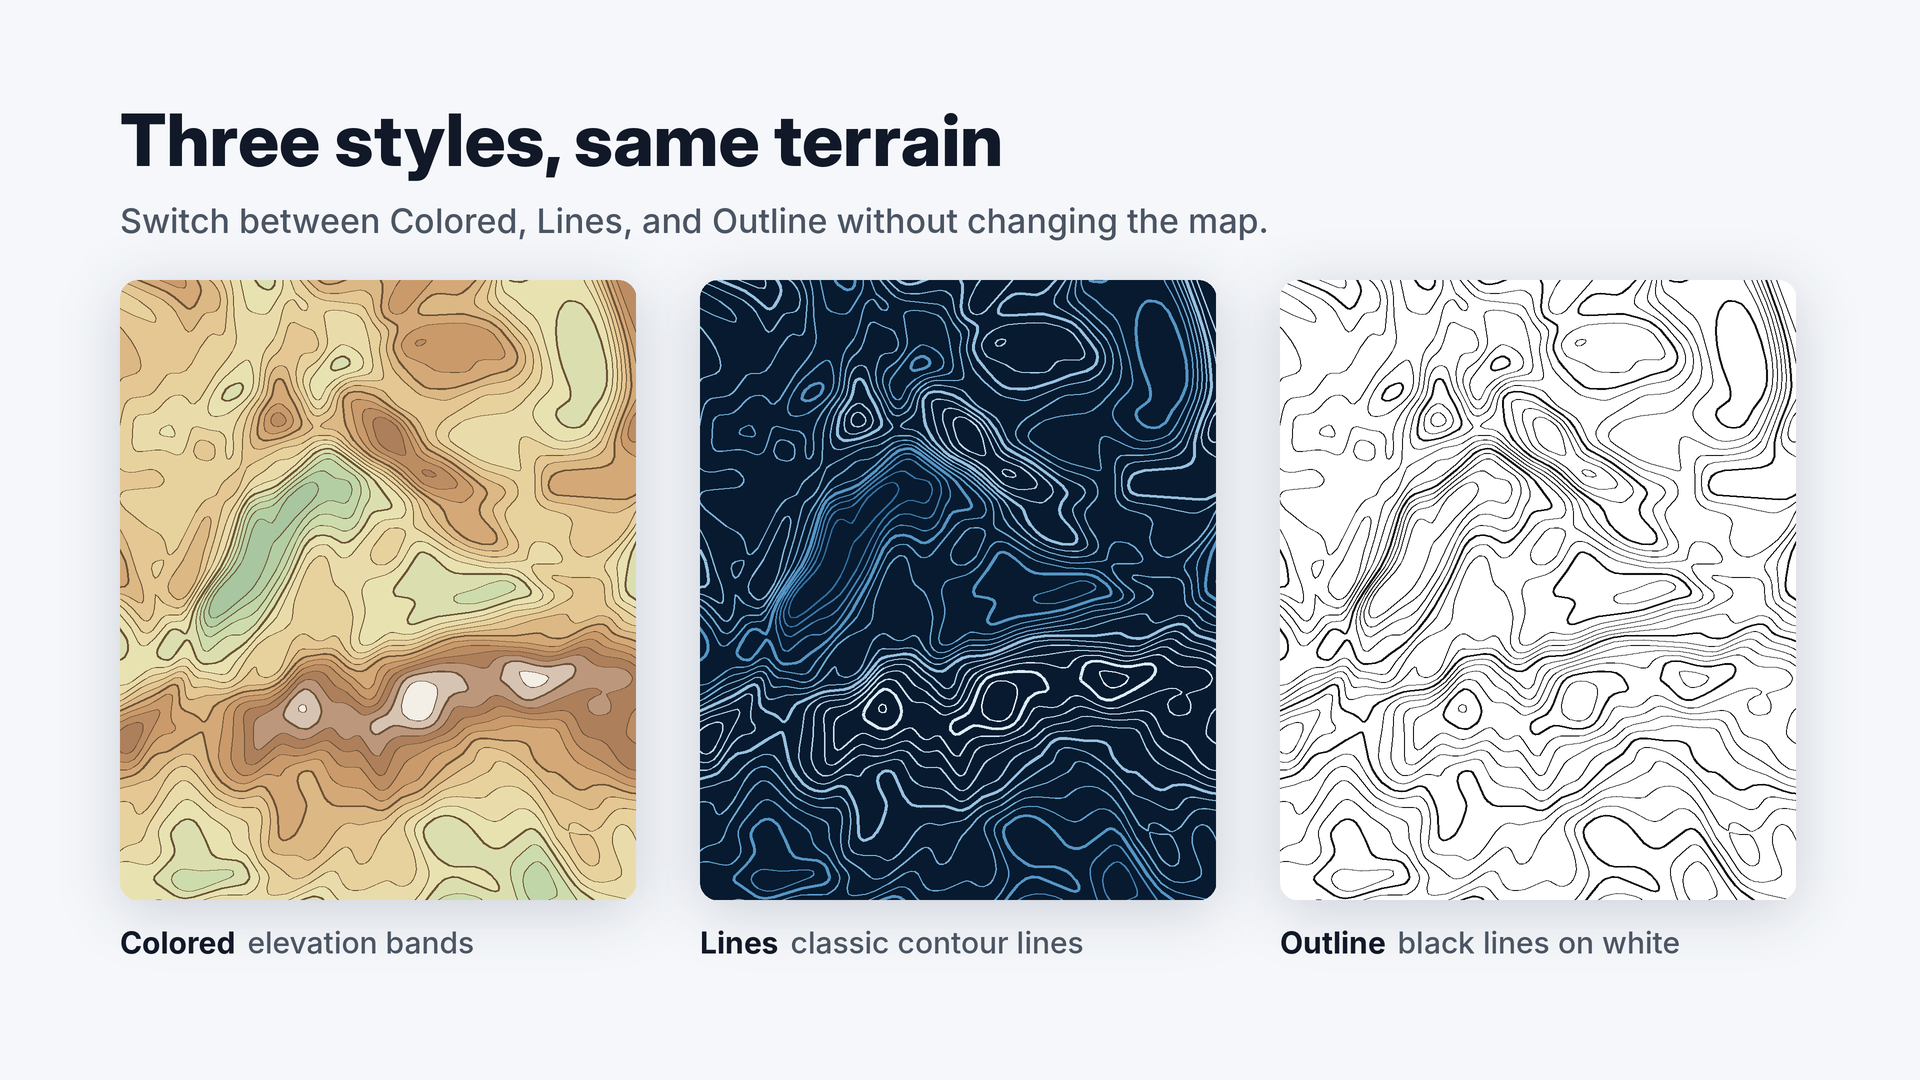 Three styles, same terrain
Switch between Colored, Lines, and Outline without changing the map.
Colored elevation bands
Lines classic contour lines
Outline black lines on white